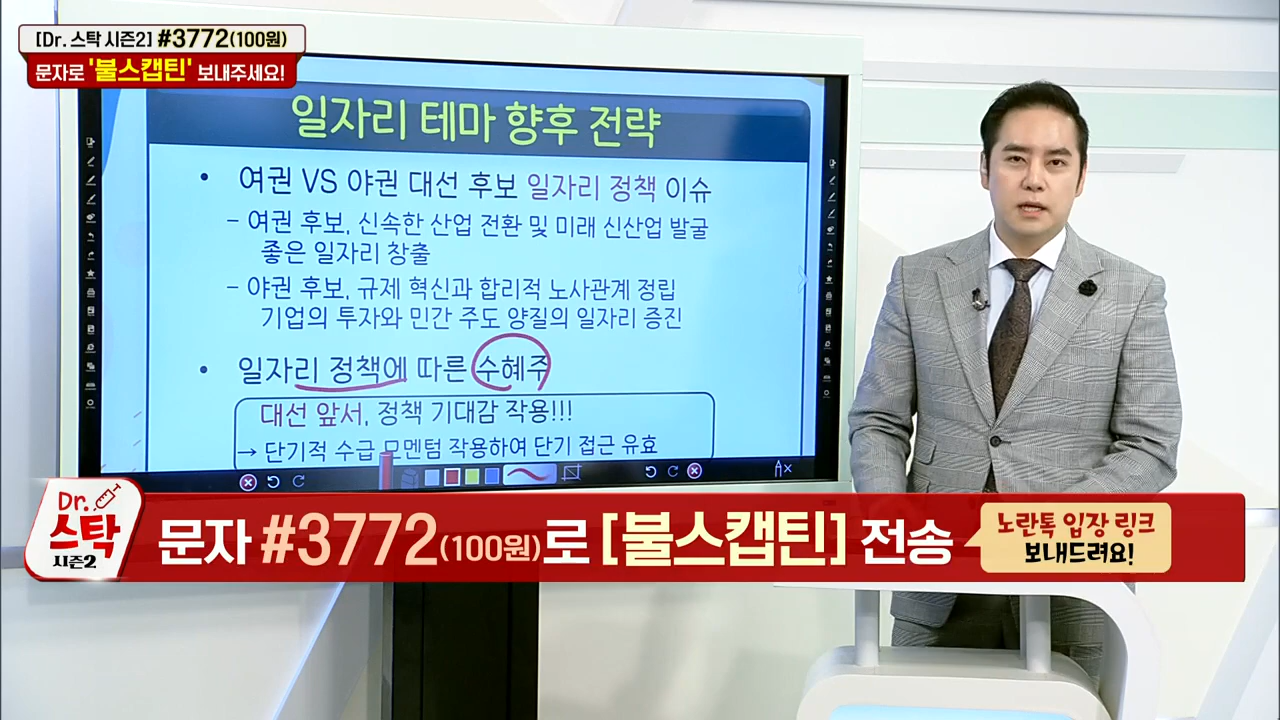 [Dr. 스탁 시즌2] #3772(100원)
문자로 '불스캡틴' 보내주세요!
일자리 테마 향후 전략
• 여권 VS 야권 대선 후보 일자리 정책 이슈
– 여권 후보, 신속한 산업 전환 및 미래 신산업 발굴
좋은 일자리 창출
– 야권 후보, 규제 혁신과 합리적 노사관계 정립
기업의 투자와 민간 주도 양질의 일자리 증진
• 일자리 정책에 따른 수혜주
대선 앞서, 정책 기대감 작용!!!
→ 단기적 수급 모멘텀 작용하여 단기 접근 유효
Dr.
스탁
시즌2
문자 #3772(100원)로 [불스캡틴] 전송
노란톡 입장 링크
보내드려요!